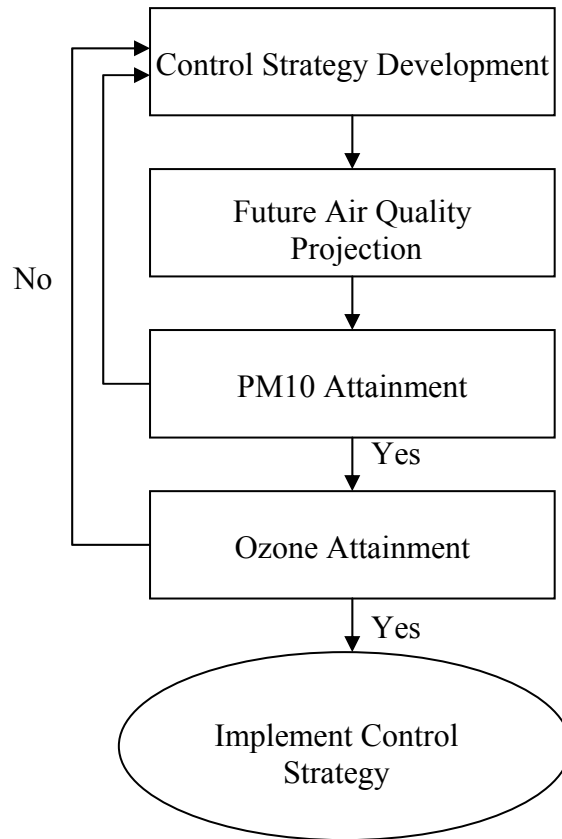 Control Strategy Development
Future Air Quality
Projection
No
PM10 Attainment
Yes
Ozone Attainment
Yes
Implement Control
Strategy